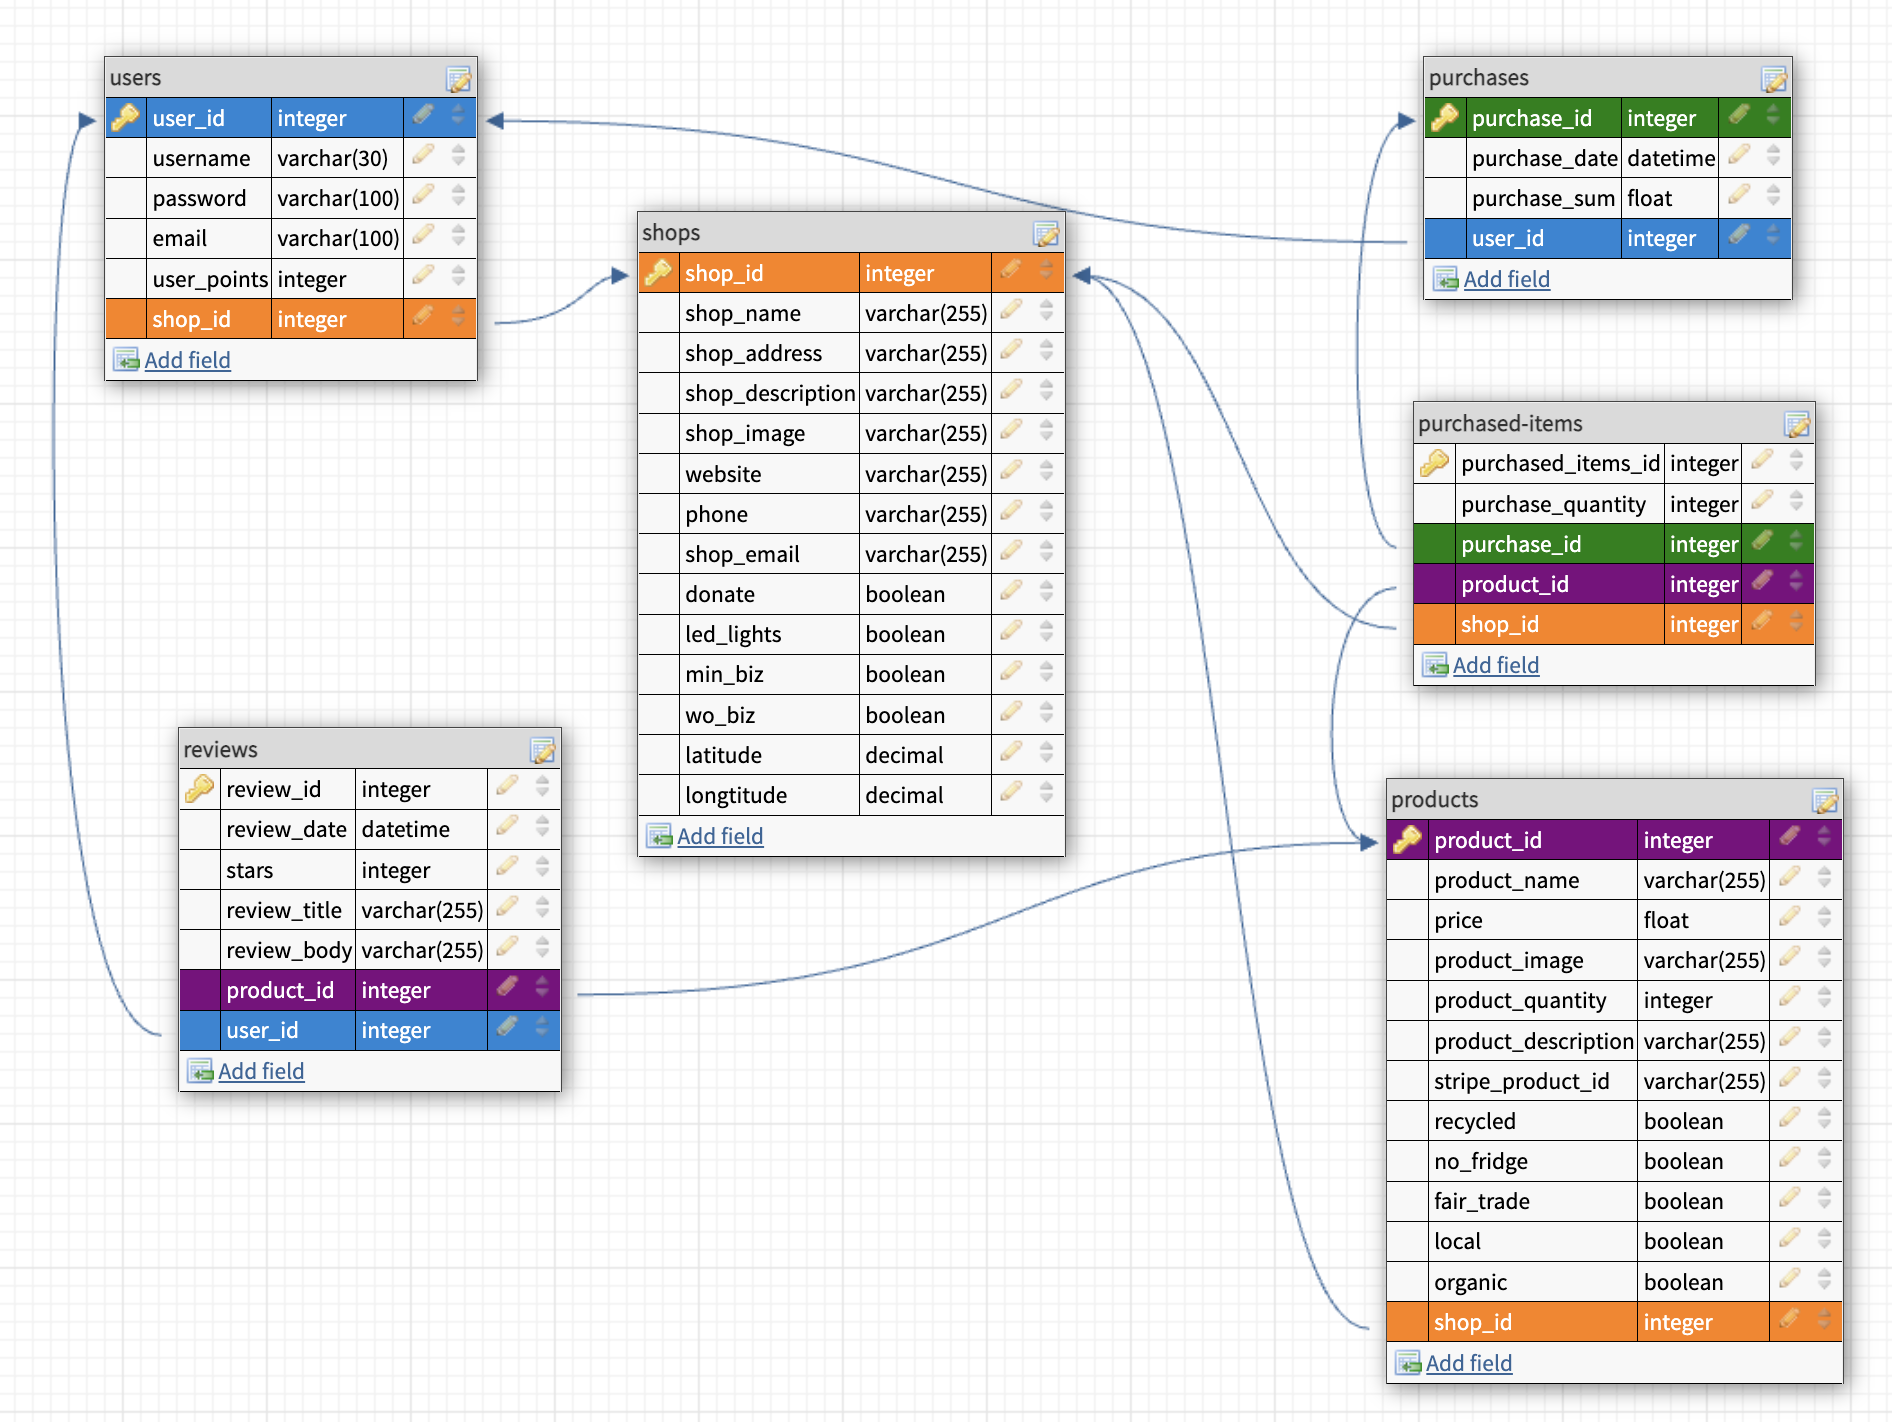 users
user_id integer
username varchar(30)
password varchar(100)
email varchar(100)
user_points integer
shop_id integer
Add field
shops
shop_id integer
shop_name varchar(255)
shop_address varchar(255)
shop_description varchar(255)
shop_image varchar(255)
website varchar(255)
phone varchar(255)
shop_email varchar(255)
donate boolean
led_lights boolean
min_biz boolean
wo_biz boolean
latitude decimal
longtitude decimal
Add field
purchases
purchase_id integer
purchase_date datetime
purchase_sum float
user_id integer
Add field
purchased-items
purchased_items_id integer
purchase_quantity integer
purchase_id integer
product_id integer
shop_id integer
Add field
reviews
review_id integer
review_date datetime
stars integer
review_title varchar(255)
review_body varchar(255)
product_id integer
user_id integer
Add field
products
product_id integer
product_name varchar(255)
price float
product_image varchar(255)
product_quantity integer
product_description varchar(255)
stripe_product_id varchar(255)
recycled boolean
no_fridge boolean
fair_trade boolean
local boolean
organic boolean
shop_id integer
Add field